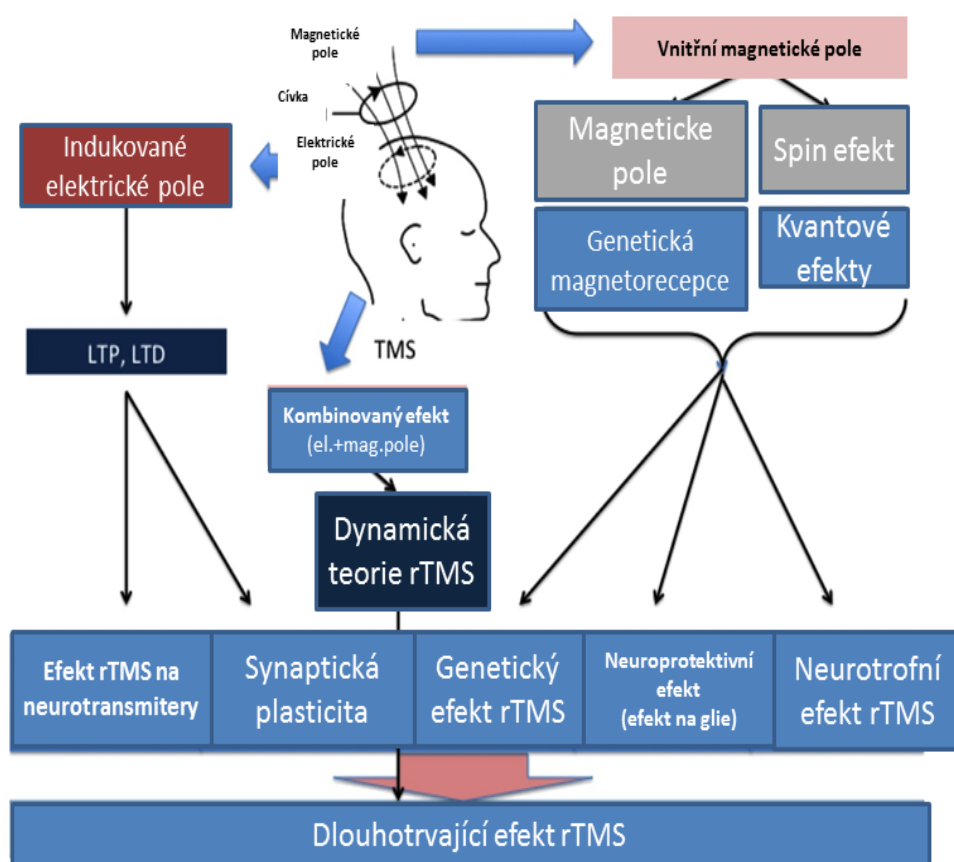 Magnetické
pole
Vnitřní magnetické pole
Cívka
Elektrické
pole
Indukované
elektrické pole
Magneticke
pole
Spin efekt
Genetická
magnetorecepce
Kvantové
efekty
TMS
LTP, LTD
Kombinovaný efekt
(el.+mag.pole)
Dynamická
teorie rTMS
Efekt rTMS na
neurotransmitery
Synaptická
plasticita
Genetický
efekt rTMS
Neuroprotektivní
efekt
(efekt na glie)
Neurotrofní
efekt rTMS
Dlouhotrvající efekt rTMS